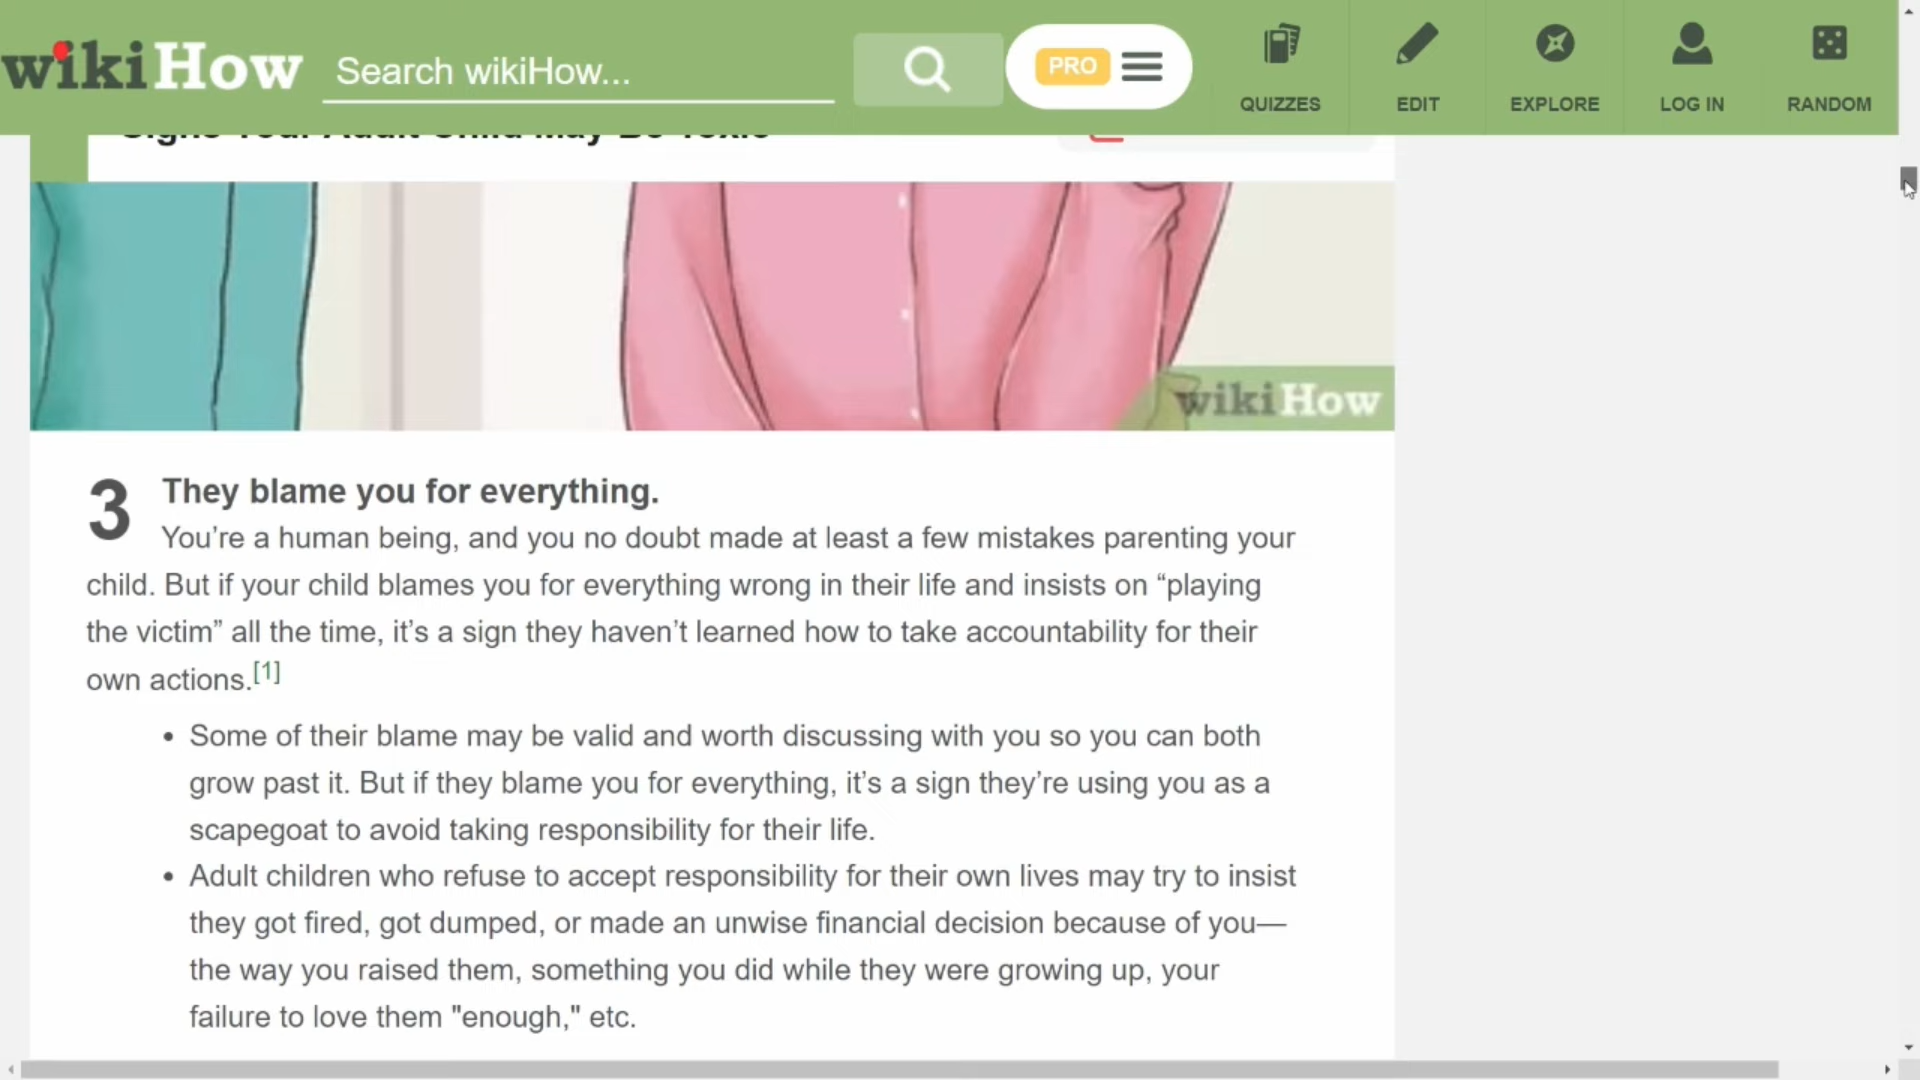 wikiHow
Search wikiHow...
PRO
QUIZZES
EDIT
EXPLORE
LOG IN
RANDOM
Signs Your Adult Child May Be Toxic
wikiHow
3
They blame you for everything.
You’re a human being, and you no doubt made at least a few mistakes parenting your
child. But if your child blames you for everything wrong in their life and insists on “playing
the victim” all the time, it’s a sign they haven’t learned how to take accountability for their
own actions.[1]
• Some of their blame may be valid and worth discussing with you so you can both
grow past it. But if they blame you for everything, it’s a sign they’re using you as a
scapegoat to avoid taking responsibility for their life.
• Adult children who refuse to accept responsibility for their own lives may try to insist
they got fired, got dumped, or made an unwise financial decision because of you—
the way you raised them, something you did while they were growing up, your
failure to love them "enough," etc.